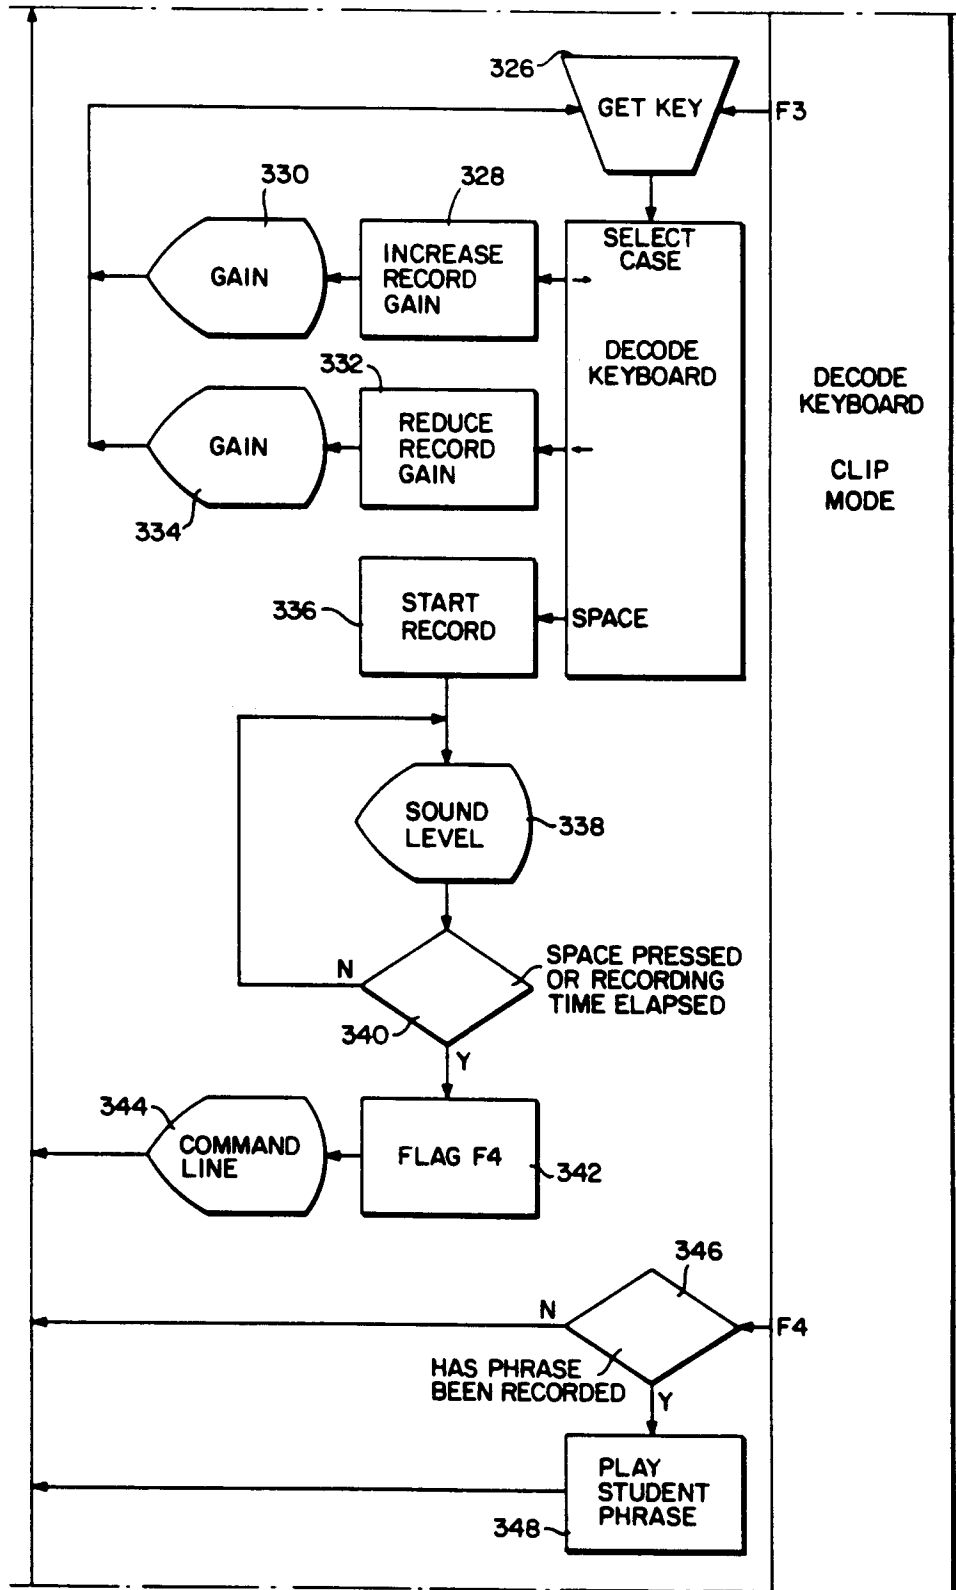 326
GET KEY
F3
330
328
SELECT
CASE
GAIN
INCREASE
RECORD
GAIN
→
332
DECODE
KEYBOARD
DECODE
KEYBOARD
CLIP
MODE
GAIN
REDUCE
RECORD
GAIN
←
334
336
START
RECORD
SPACE
SOUND
LEVEL
338
N
SPACE PRESSED
OR RECORDING
TIME ELAPSED
340
Y
344
COMMAND
LINE
FLAG F4
342
346
N
F4
HAS PHRASE
BEEN RECORDED
Y
PLAY
STUDENT
PHRASE
348